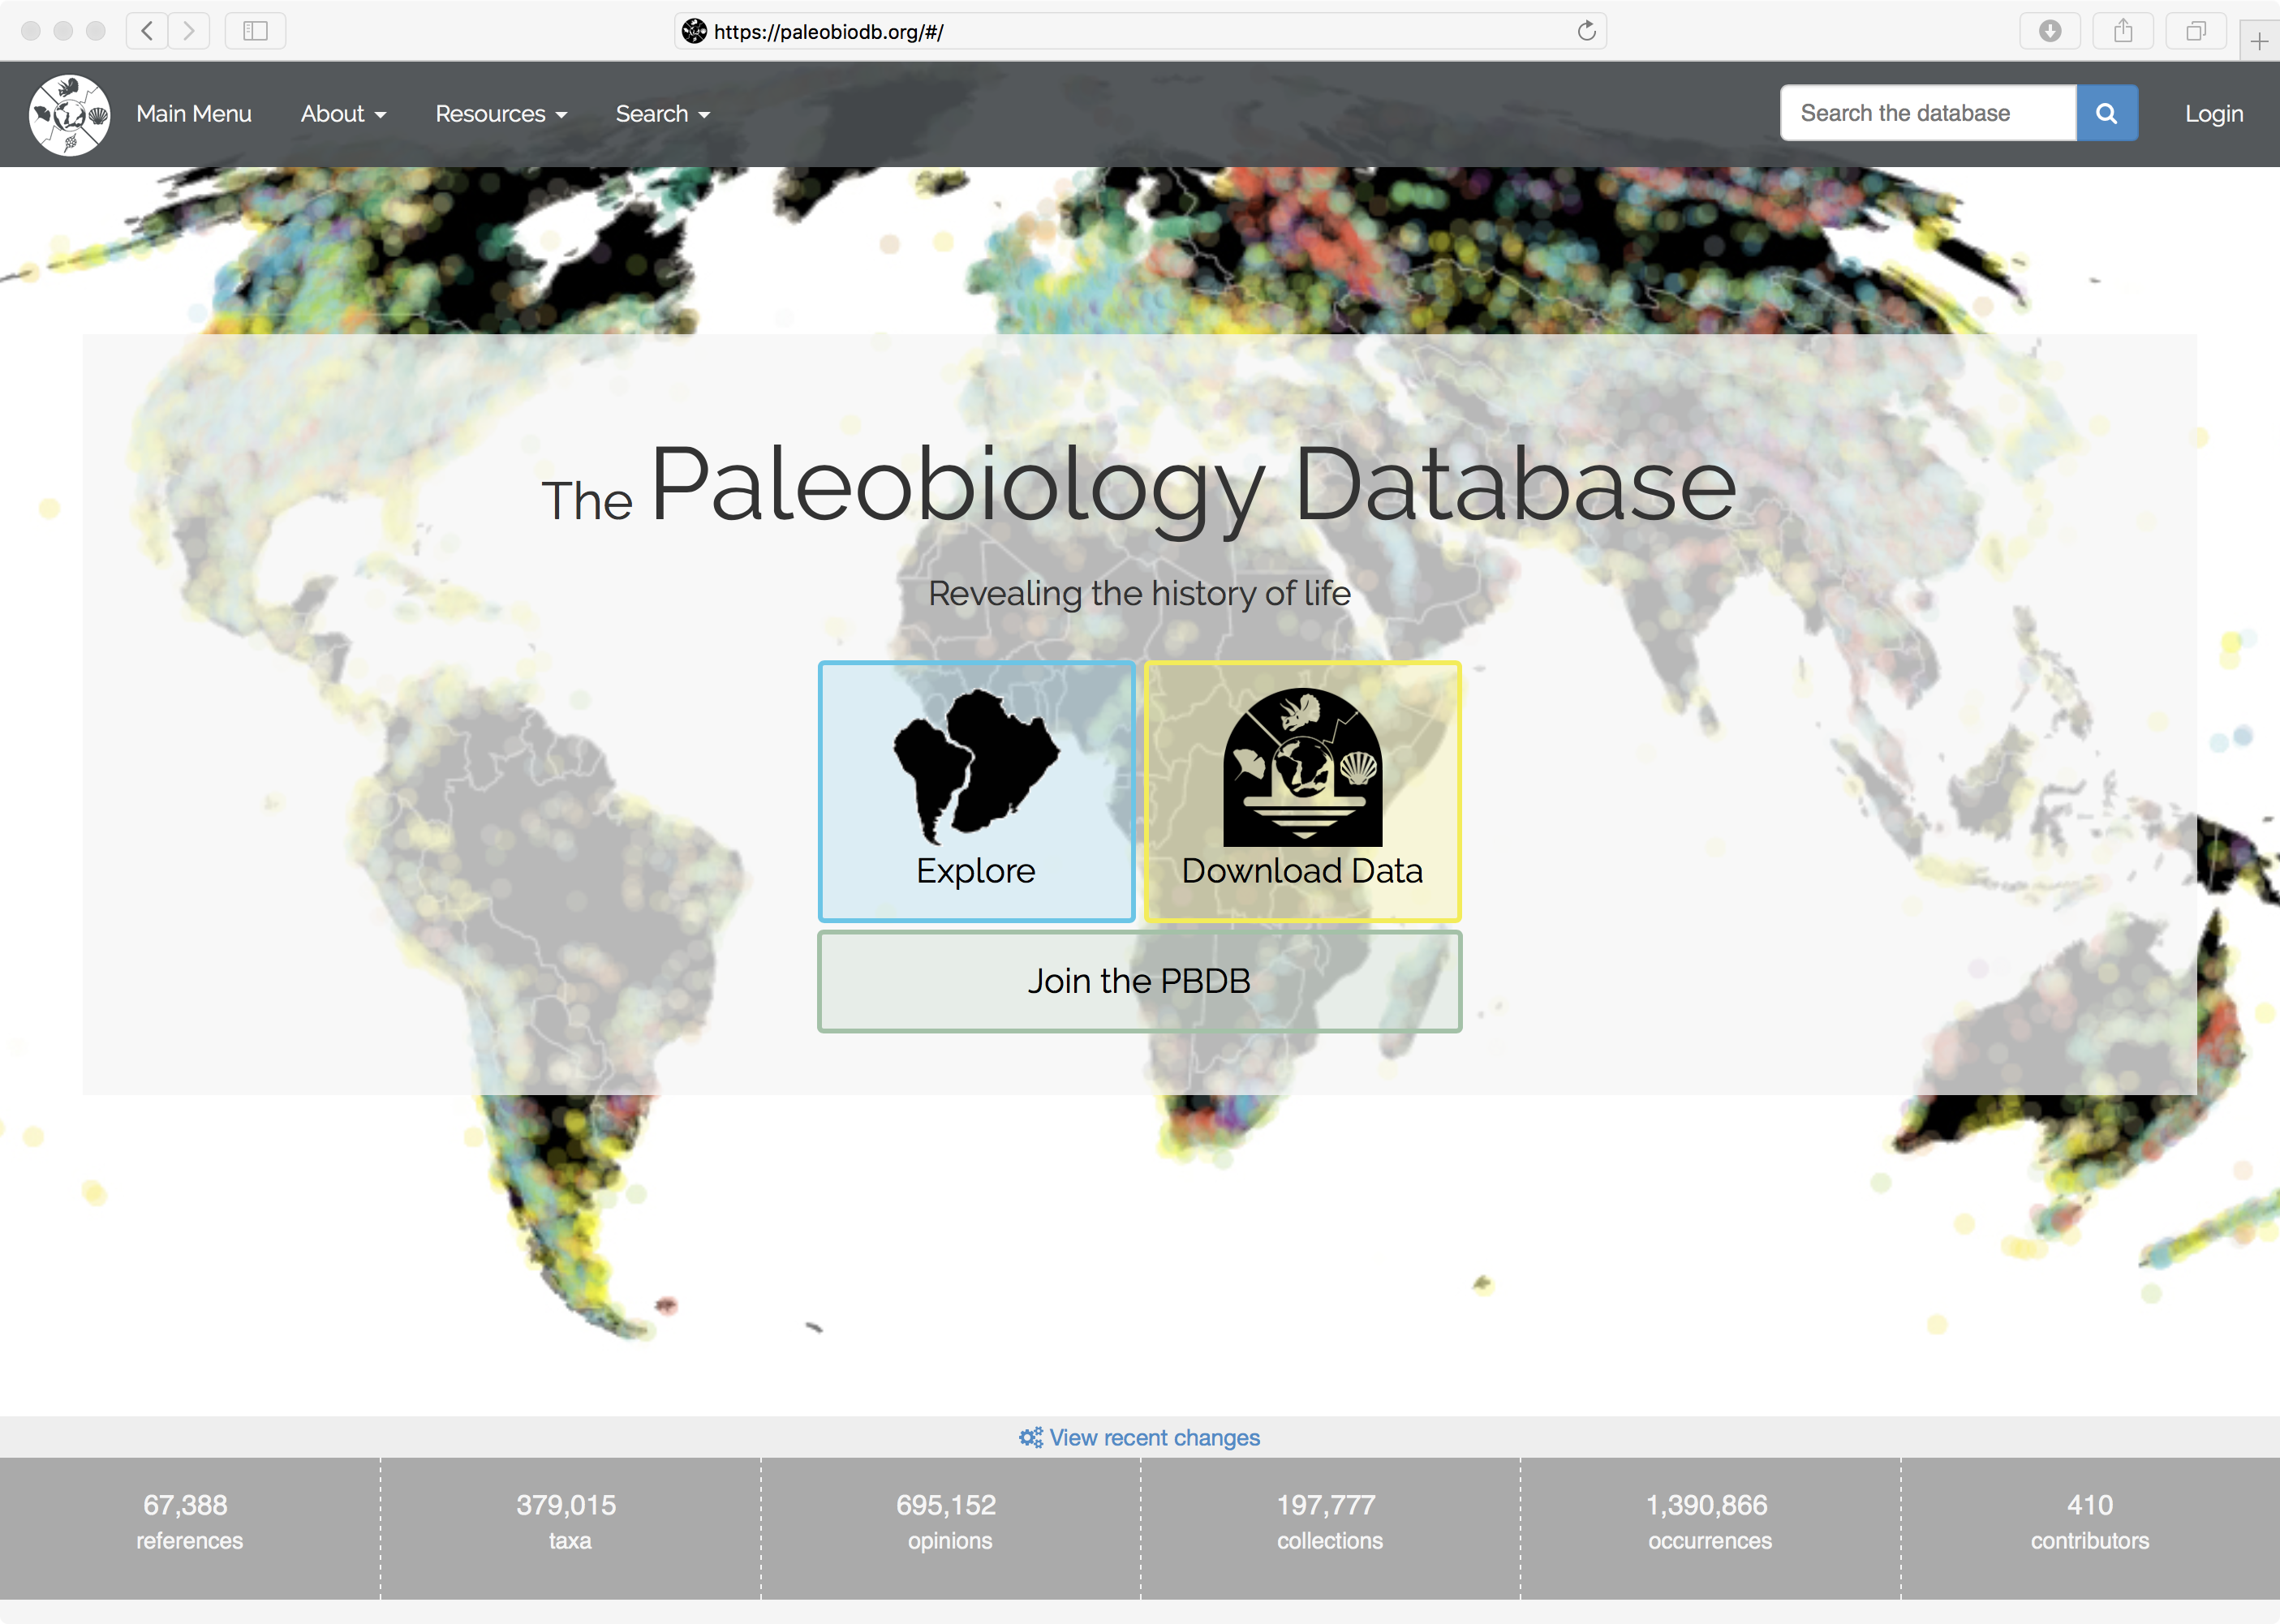 https://paleobiodb.org/#/
Main Menu About Resources Search Search the database Login
The Paleobiology Database
Revealing the history of life
Explore Download Data
Join the PBDB
View recent changes
67,388 379,015 695,152 197,777 1,390,866 410
references taxa opinions collections occurrences contributors